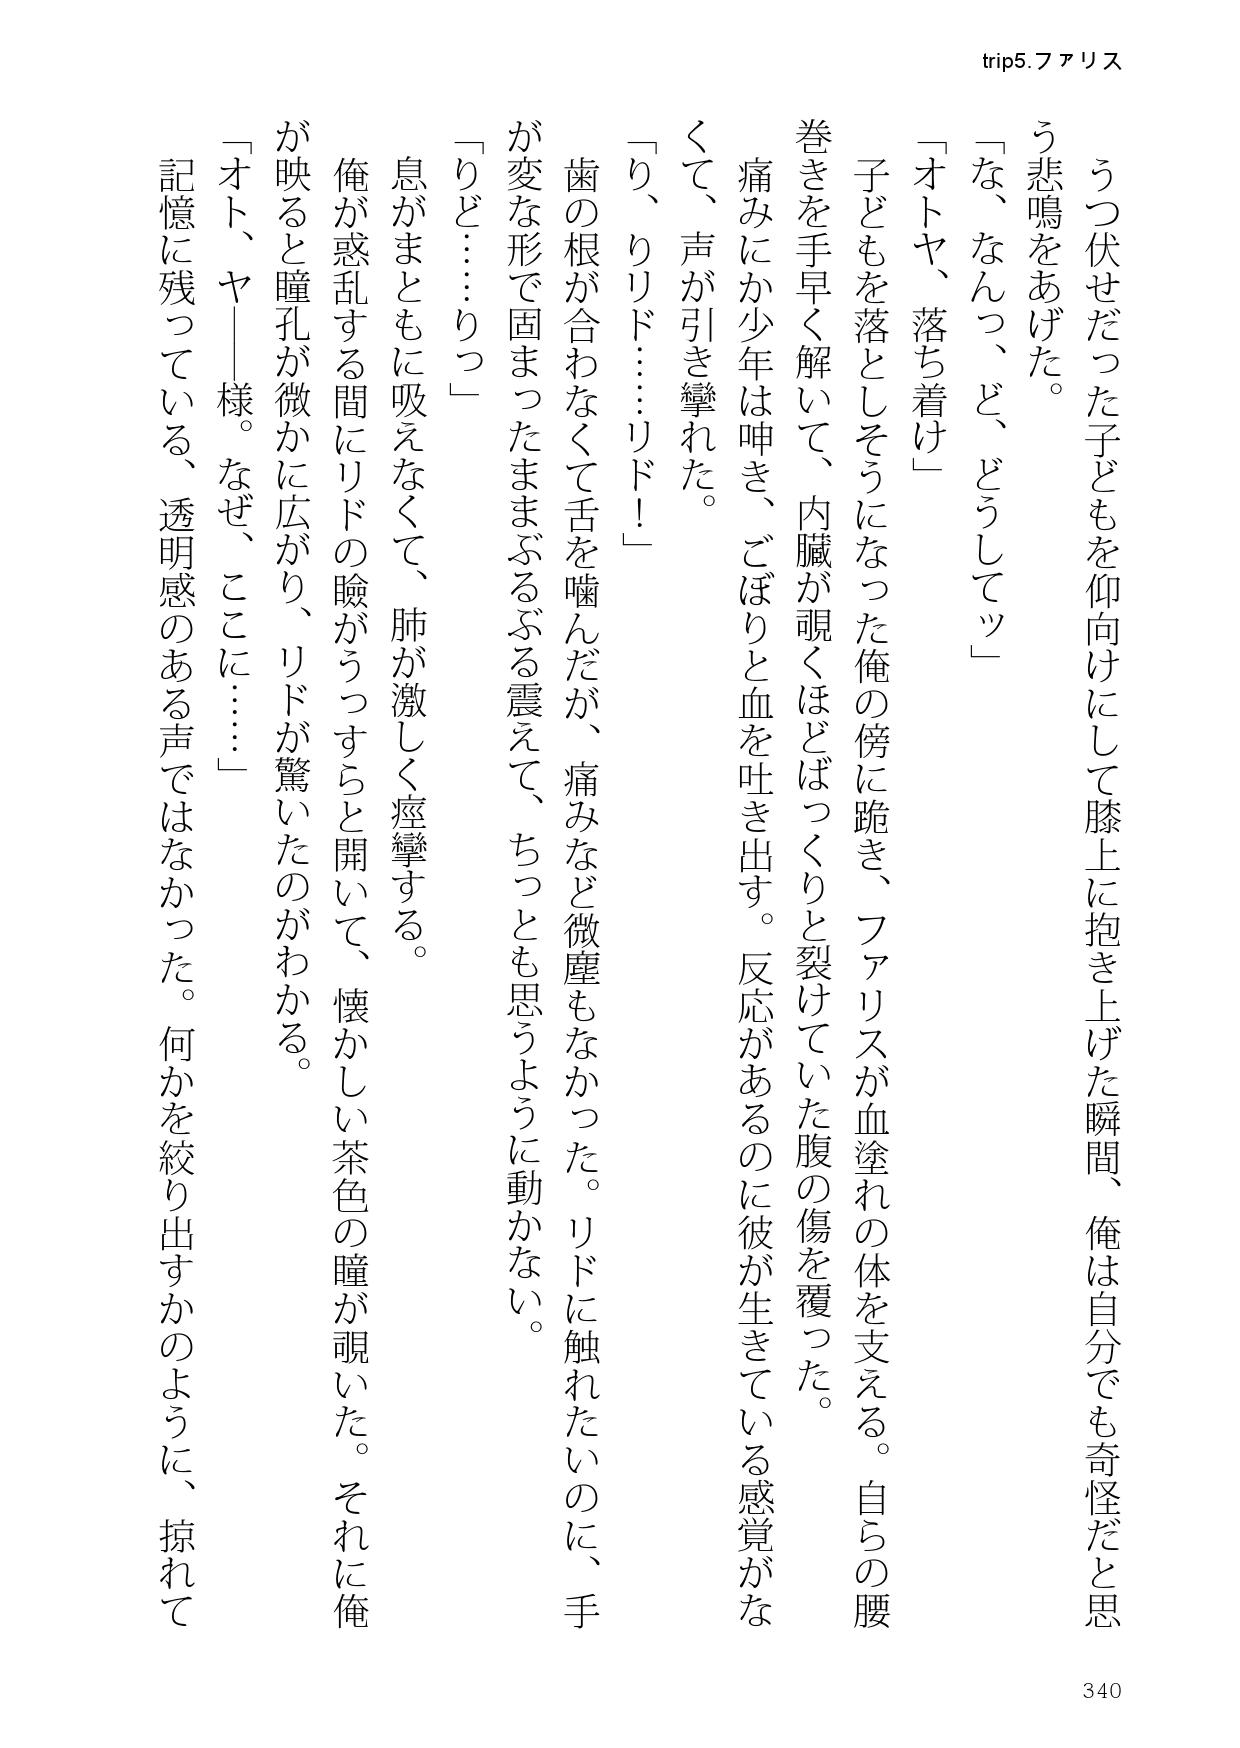 trip5.ファリス
　うつ伏せだった子どもを仰向けにして膝上に抱き上げた瞬間、俺は自分でも奇怪だと思
う悲鳴をあげた。
「な、なんっ、ど、どうしてッ」
「オトヤ、落ち着け」
　子どもを落としそうになった俺の傍に跪き、ファリスが血塗れの体を支える。自らの腰
巻きを手早く解いて、内臓が覗くほどぱっくりと裂けていた腹の傷を覆った。
　痛みにか少年は呻き、ごぼりと血を吐き出す。反応があるのに彼が生きている感覚がな
くて、声が引き攣れた。
「り、りリド……リド！」
　歯の根が合わなくて舌を噛んだが、痛みなど微塵もなかった。リドに触れたいのに、手
が変な形で固まったままぶるぶる震えて、ちっとも思うように動かない。
「りど……りっ」
　息がまともに吸えなくて、肺が激しく痙攣する。
　俺が惑乱する間にリドの瞼がうっすらと開いて、懐かしい茶色の瞳が覗いた。それに俺
が映ると瞳孔が微かに広がり、リドが驚いたのがわかる。
「オト、ヤ――様。なぜ、ここに……」
　記憶に残っている、透明感のある声ではなかった。何かを絞り出すかのように、掠れて
340